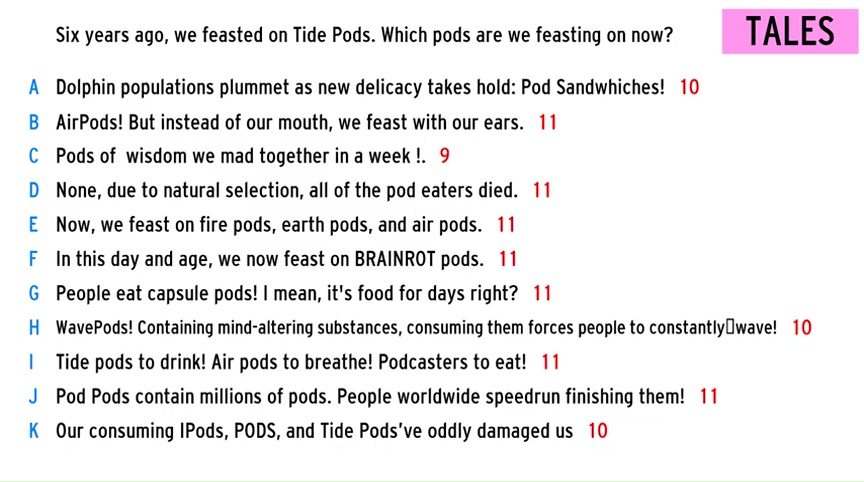 Six years ago, we feasted on Tide Pods. Which pods are we feasting on now?
TALES
A Dolphin populations plummet as new delicacy takes hold: Pod Sandwhiches! 10
B AirPods! But instead of our mouth, we feast with our ears. 11
C Pods of wisdom we mad together in a week !. 9
D None, due to natural selection, all of the pod eaters died. 11
E Now, we feast on fire pods, earth pods, and air pods. 11
F In this day and age, we now feast on BRAINROT pods. 11
G People eat capsule pods! I mean, it's food for days right? 11
H WavePods! Containing mind-altering substances, consuming them forces people to constantly▯wave! 10
I Tide pods to drink! Air pods to breathe! Podcasters to eat! 11
J Pod Pods contain millions of pods. People worldwide speedrun finishing them! 11
K Our consuming IPods, PODS, and Tide Pods've oddly damaged us 10